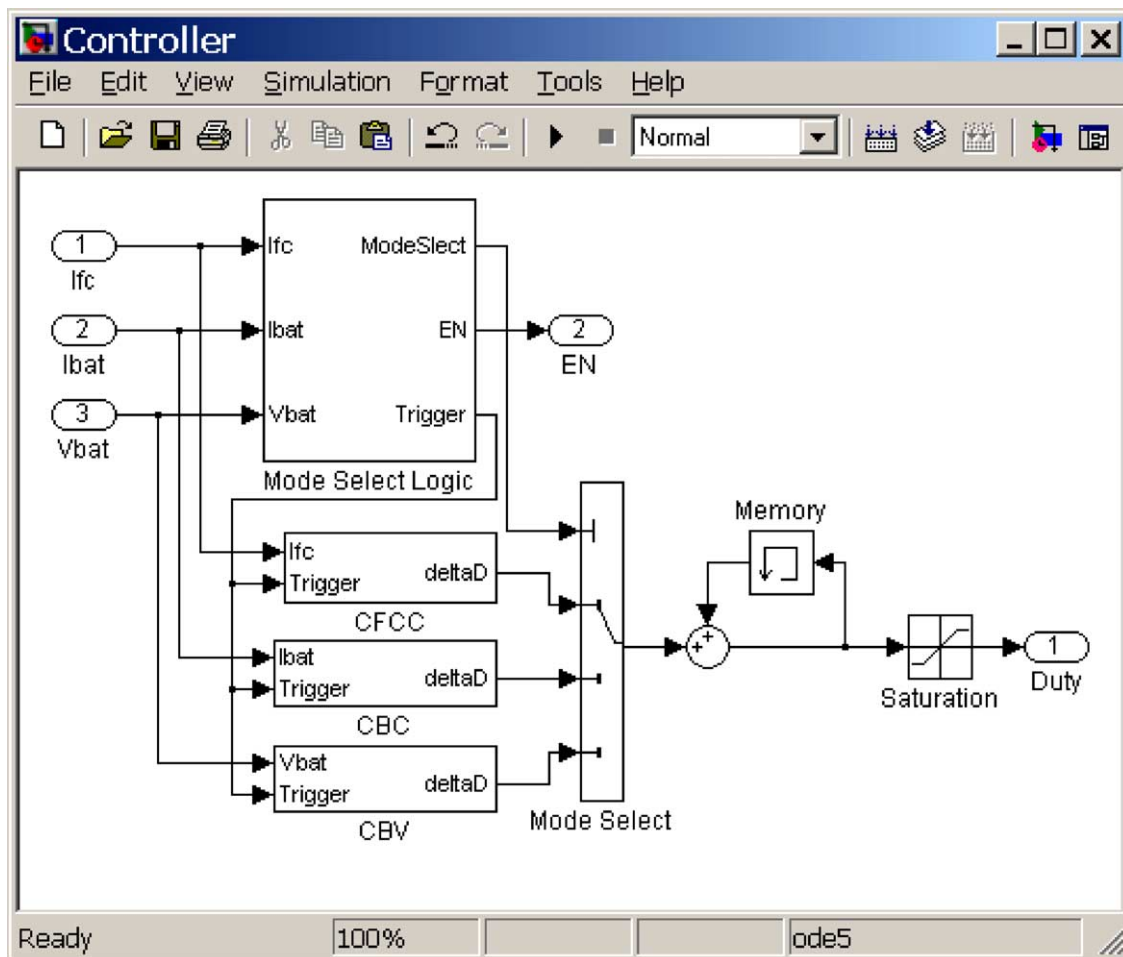 Controller
File Edit View Simulation Format Tools Help
Normal
1
Ifc
2
Ibat
3
Vbat
Ifc ModeSlect
Ibat EN
Vbat Trigger
Mode Select Logic
2
EN
Ifc
Trigger
deltaD
CFCC
Ibat
Trigger
deltaD
CBC
Vbat
Trigger
deltaD
CBV
Mode Select
Memory
+
+
Saturation
1
Duty
Ready 100% ode5